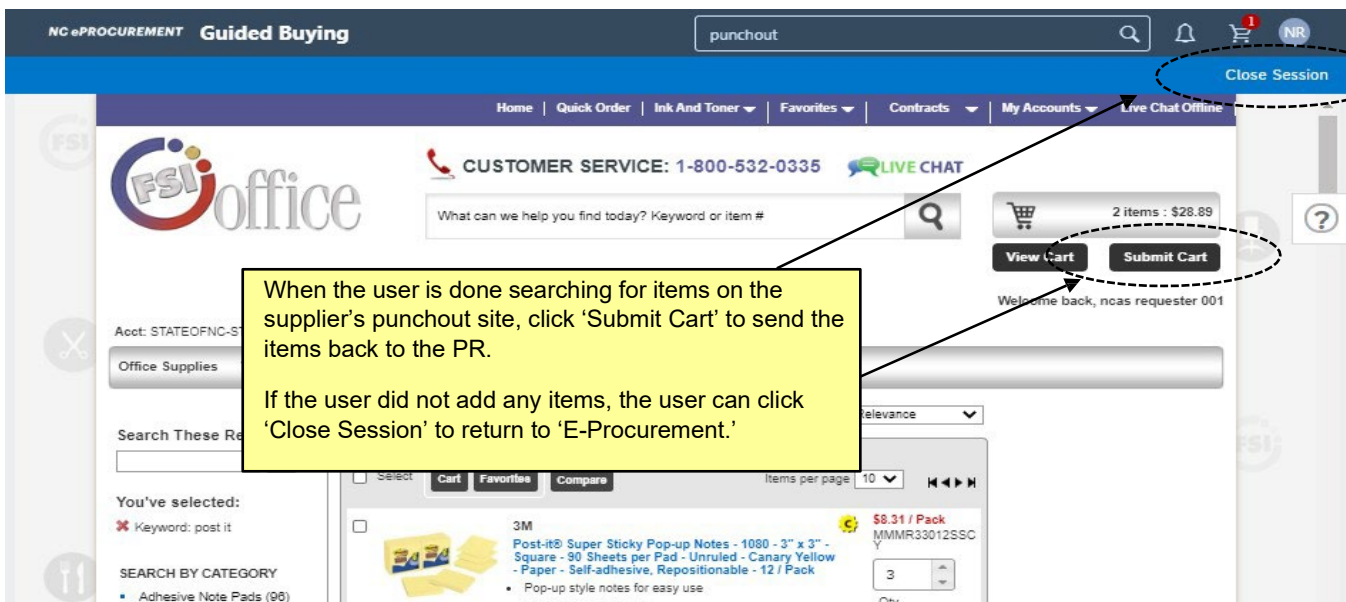 NC ePROCUREMENT Guided Buying
punchout
1
NR
Close Session
Home | Quick Order | Ink And Toner | Favorites | Contracts | My Accounts Live Chat Offline
FSI
FSI office
CUSTOMER SERVICE: 1-800-532-0335 LIVE CHAT
What can we help you find today? Keyword or item #
2 items : $28.89
?
View Cart Submit Cart
Welcome back, ncas requester 001
When the user is done searching for items on the
supplier’s punchout site, click ‘Submit Cart’ to send the
items back to the PR.
If the user did not add any items, the user can click
‘Close Session’ to return to ‘E-Procurement.’
Acct: STATEOFNC-S
Office Supplies
Relevance
Search These Re
FSI
Select Cart Favorites Compare Items per page 10
You've selected:
Keyword: post it
3M
C
$8.31 / Pack
MMMR33012SSC
Y
Post-it® Super Sticky Pop-up Notes - 1080 - 3" x 3" -
Square - 90 Sheets per Pad - Unruled - Canary Yellow
- Paper - Self-adhesive, Repositionable - 12 / Pack
3
Pop-up style notes for easy use
Qty
SEARCH BY CATEGORY
Adhesive Note Pads (96)